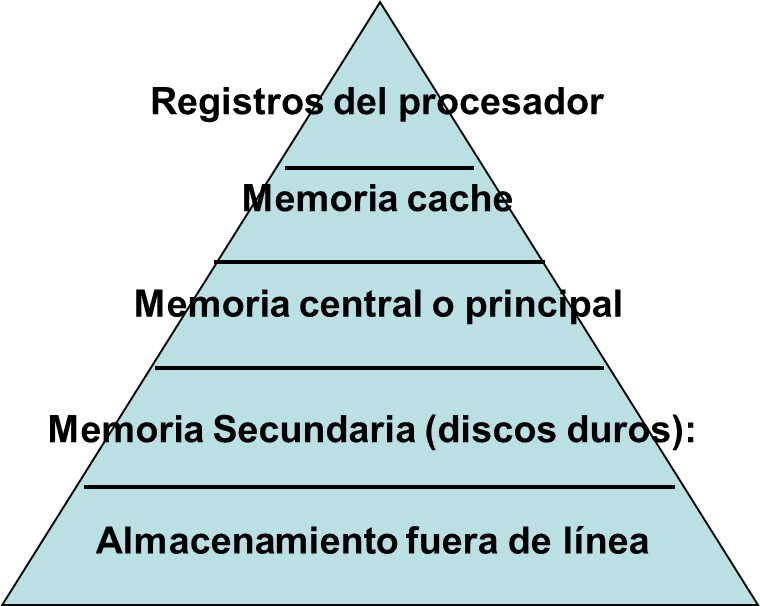 Registros del procesador
Memoria cache
Memoria central o principal
Memoria Secundaria (discos duros):
Almacenamiento fuera de línea